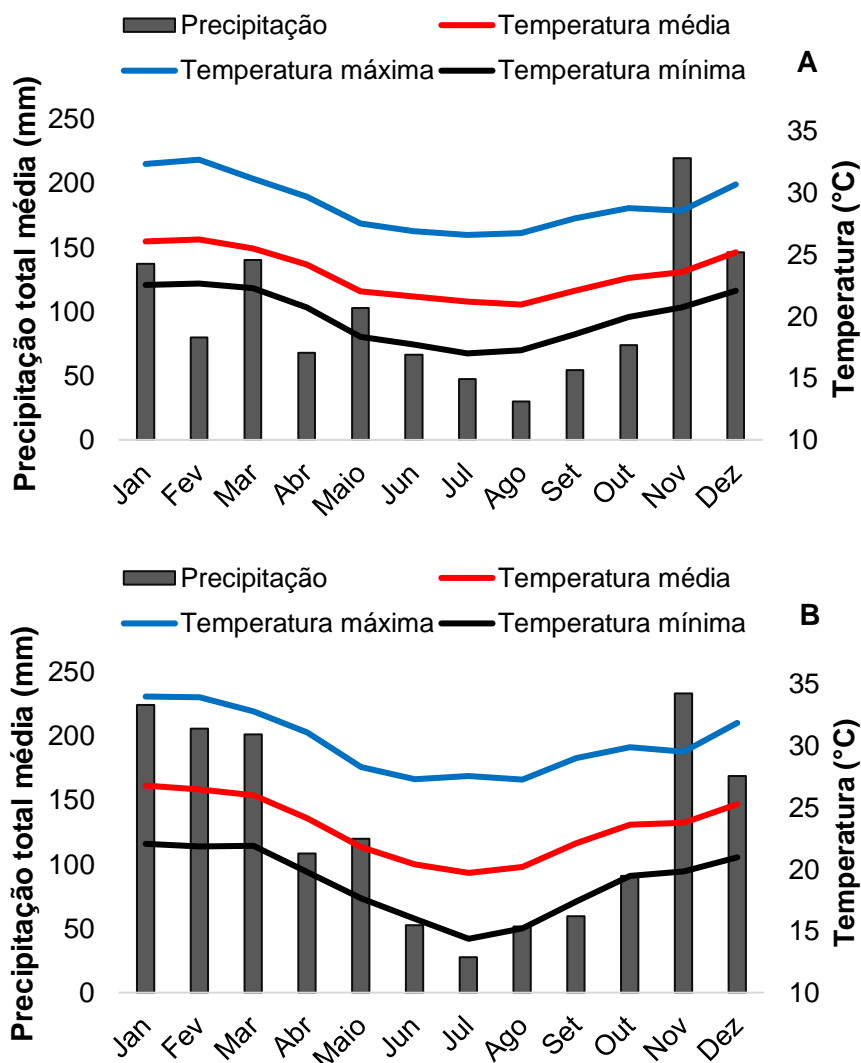 Precipitação Temperatura média
Temperatura máxima Temperatura mínima
A
Precipitação total média (mm)
250
200
150
100
50
0
35
30
25
20
15
10
Temperatura (°C)
Jan Fev Mar Abr Maio Jun Jul Ago Set Out Nov Dez
Precipitação Temperatura média
Temperatura máxima Temperatura mínima
B
Precipitação total média (mm)
250
200
150
100
50
0
35
30
25
20
15
10
Temperatura (°C)
Jan Fev Mar Abr Maio Jun Jul Ago Set Out Nov Dez